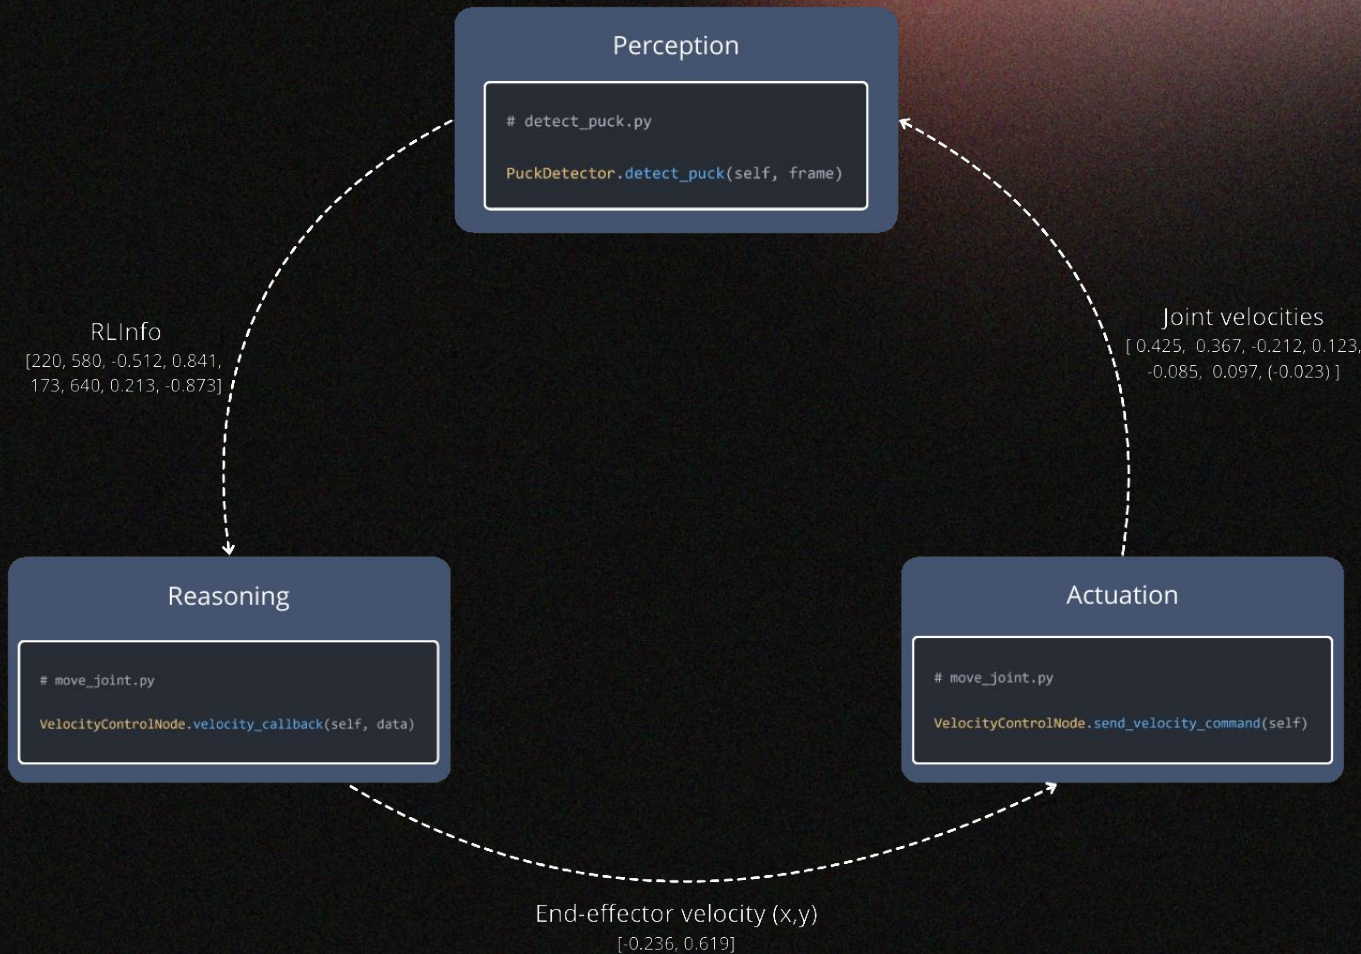 Perception
# detect_puck.py
PuckDetector.detect_puck(self, frame)
RLInfo
[220, 580, -0.512, 0.841,
173, 640, 0.213, -0.873]
Joint velocities
[ 0.425, 0.367, -0.212, 0.123,
-0.085, 0.097, (-0.023) ]
Reasoning
# move_joint.py
VelocityControlNode.velocity_callback(self, data)
Actuation
# move_joint.py
VelocityControlNode.send_velocity_command(self)
End-effector velocity (x,y)
[-0.236, 0.619]